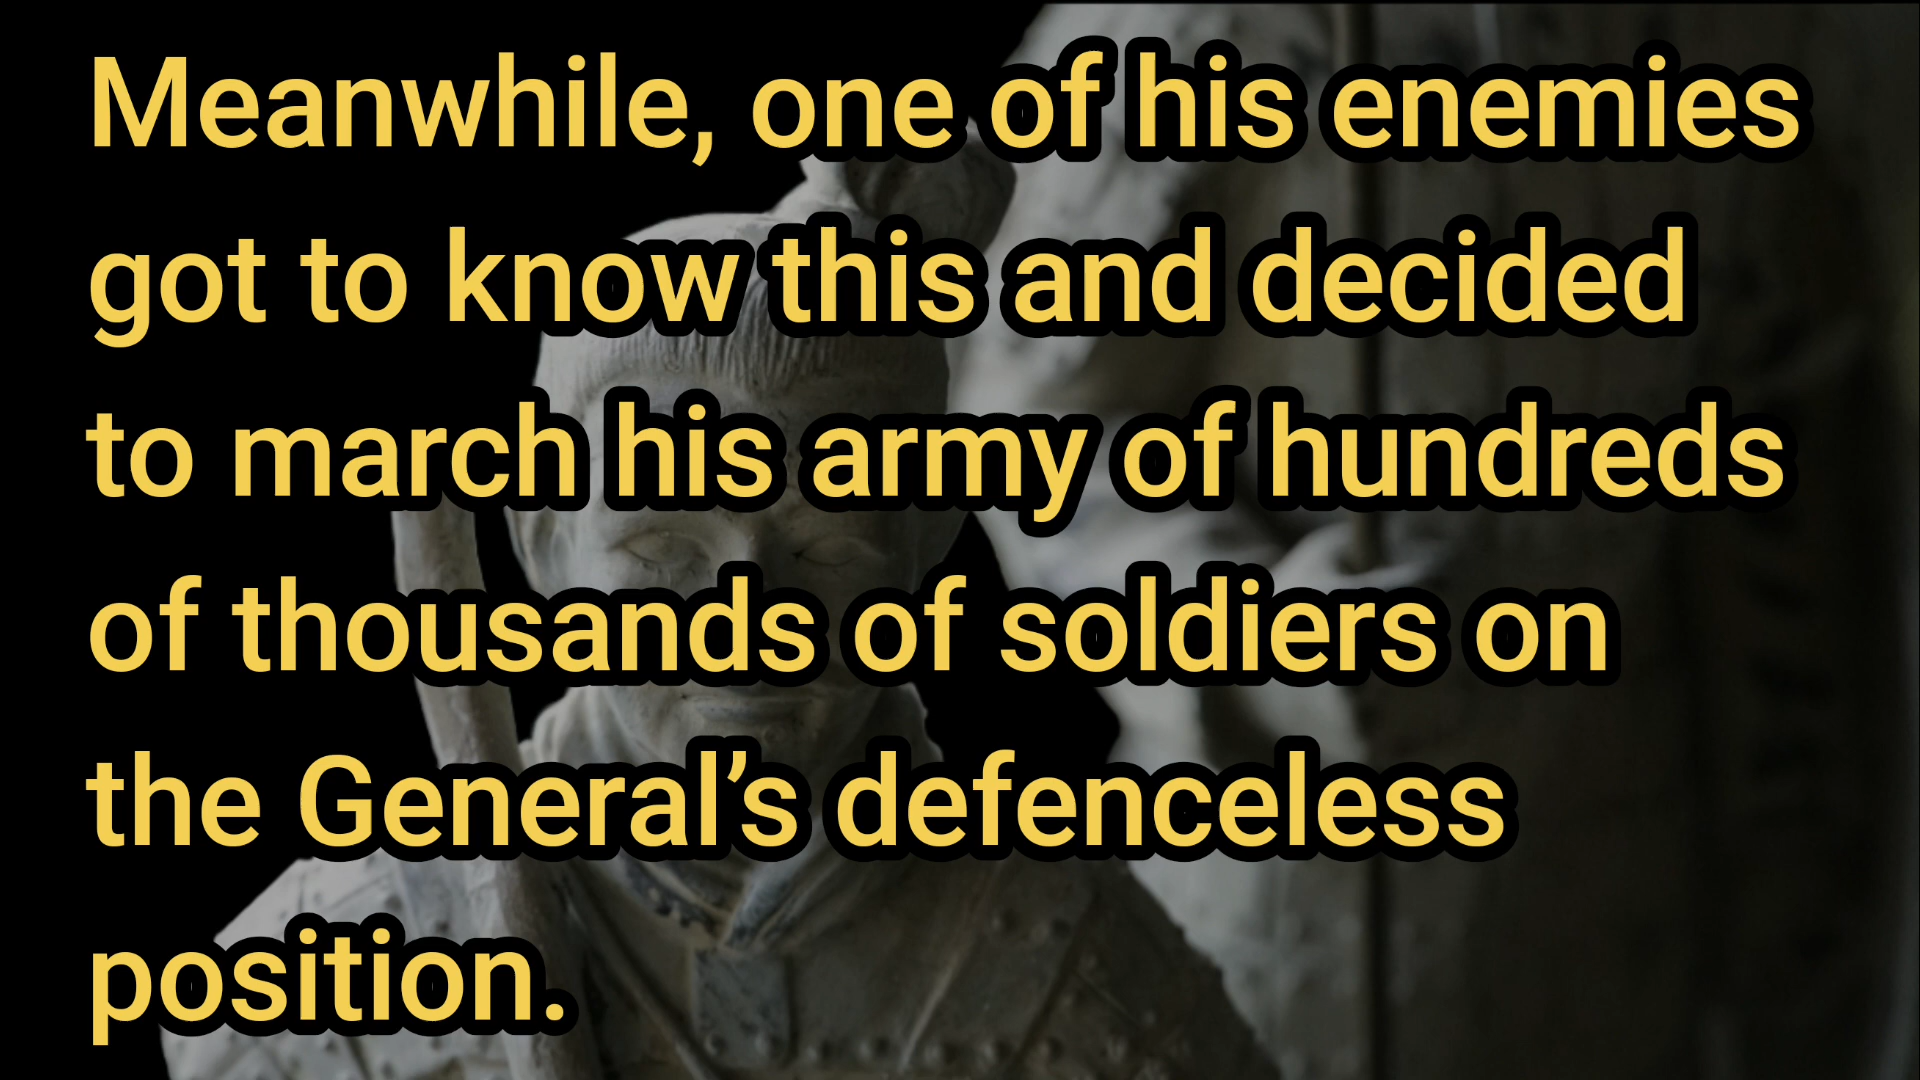 Meanwhile, one of his enemies
got to know this and decided
to march his army of hundreds
of thousands of soldiers on
the General’s defenceless
position.